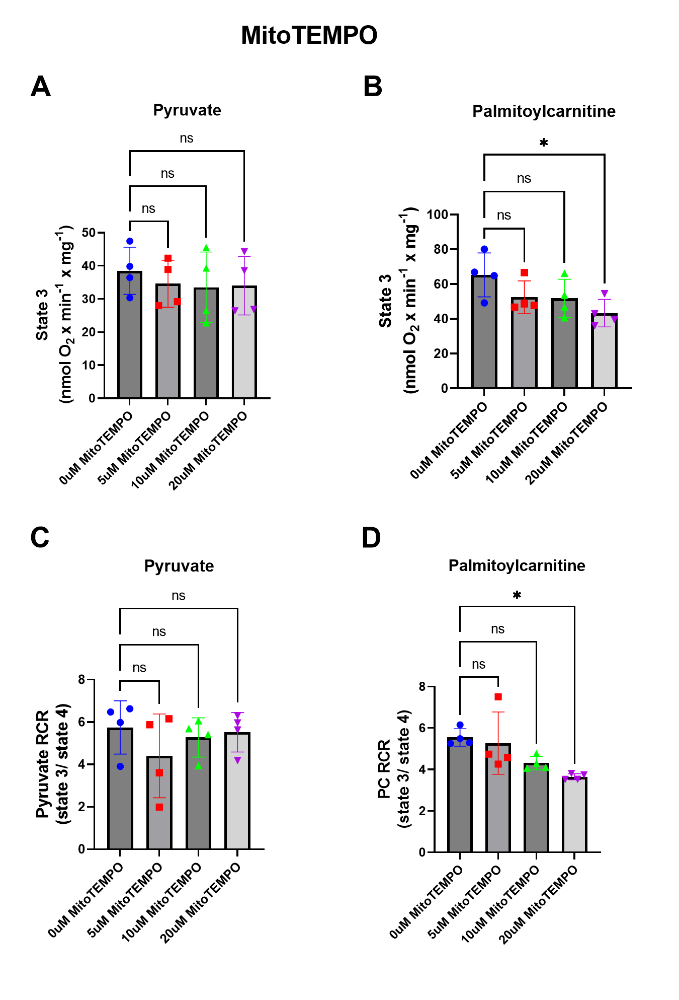 MitoTEMPO
A
Pyruvate
ns
ns
ns
State 3
(nmol O2 x min-1 x mg-1)
50
40
30
20
10
0
0uM MitoTEMPO
5uM MitoTEMPO
10uM MitoTEMPO
20uM MitoTEMPO
B
Palmitoylcarnitine
*
ns
ns
State 3
(nmol O2 x min-1 x mg-1)
100
80
60
40
20
0
0uM MitoTEMPO
5uM MitoTEMPO
10uM MitoTEMPO
20uM MitoTEMPO
C
Pyruvate
ns
ns
ns
Pyruvate RCR
(state 3/ state 4)
8
6
4
2
0
0uM MitoTEMPO
5uM MitoTEMPO
10uM MitoTEMPO
20uM MitoTEMPO
D
Palmitoylcarnitine
*
ns
ns
PC RCR
(state 3/ state 4)
8
6
4
2
0
0uM MitoTEMPO
5uM MitoTEMPO
10uM MitoTEMPO
20uM MitoTEMPO